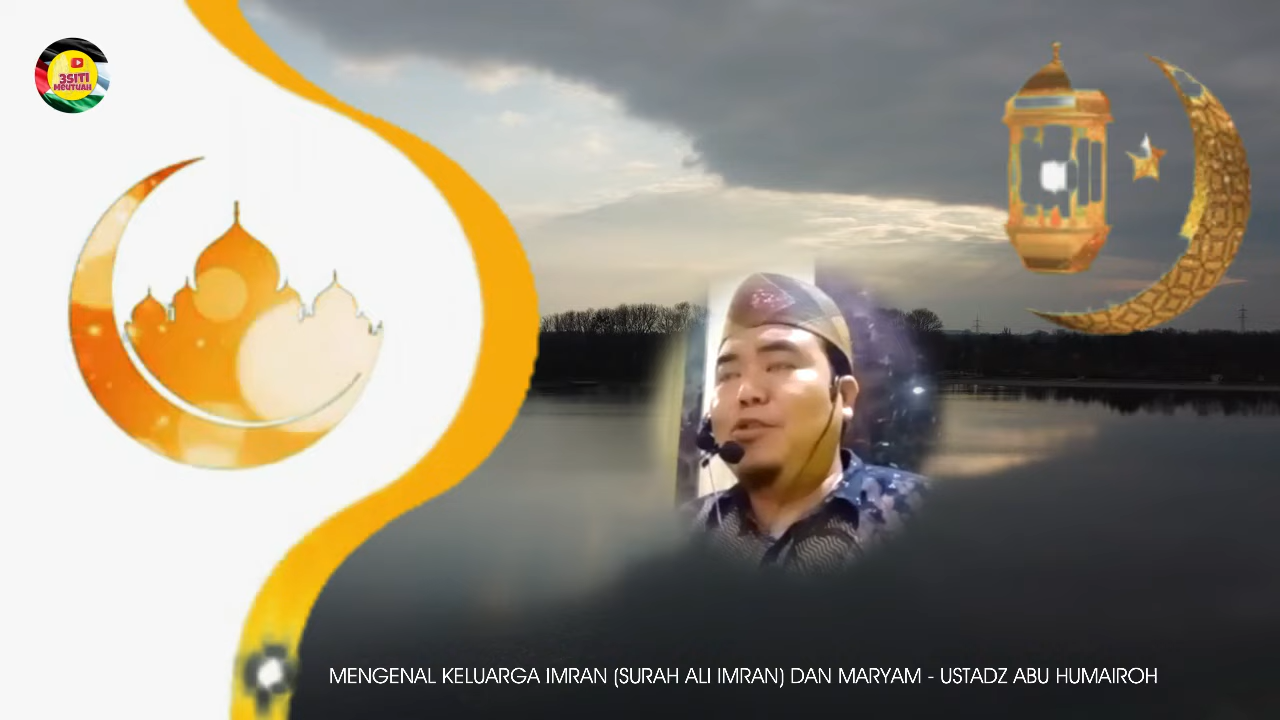 3SITI
MEUTUAH
MENGENAL KELUARGA IMRAN (SURAH ALI IMRAN) DAN MARYAM - USTADZ ABU HUMAIROH